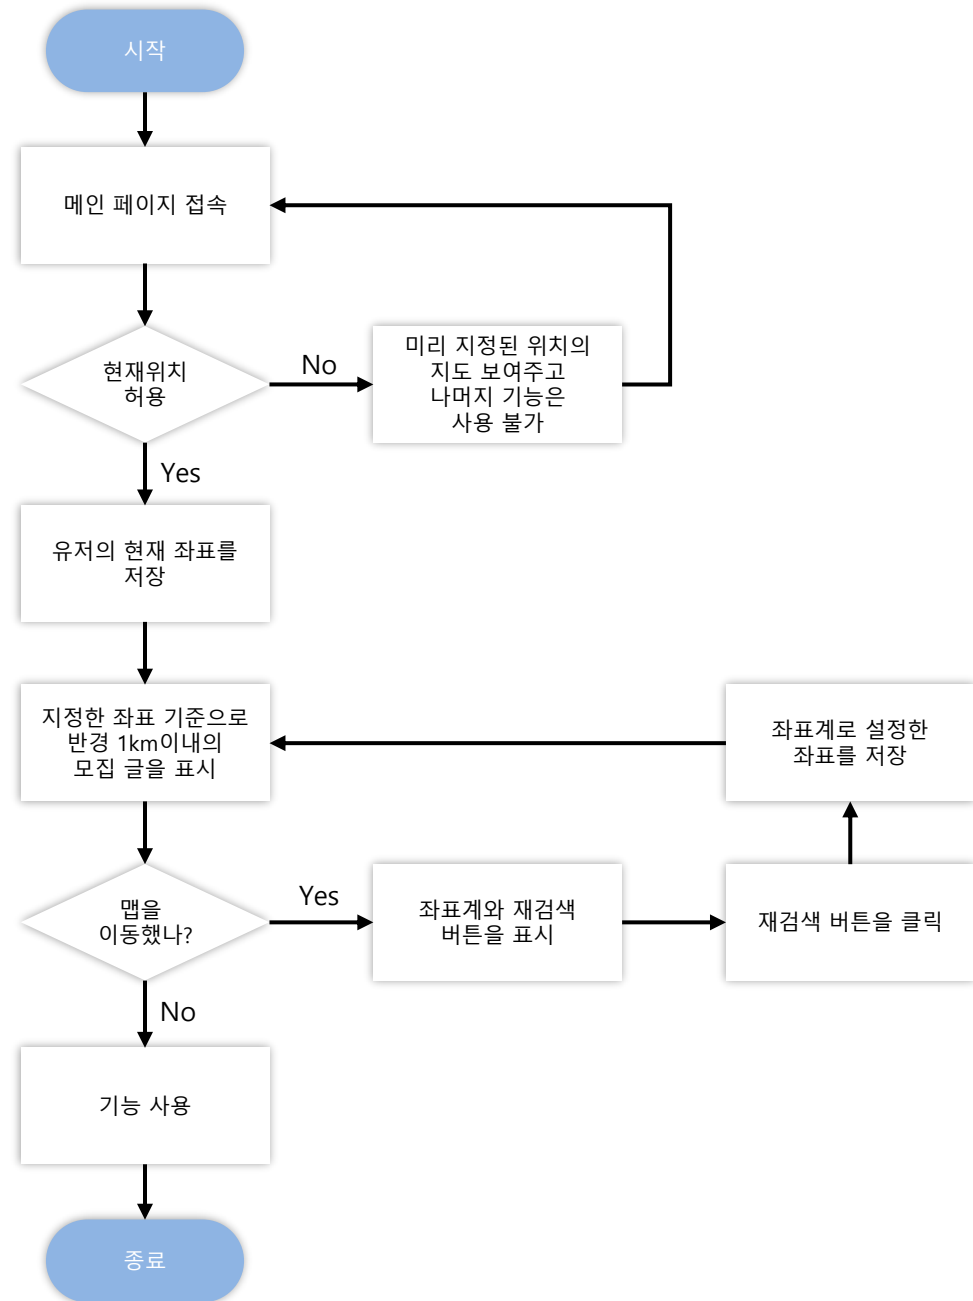 시작
메인 페이지 접속
현재위치
허용
No
미리 지정된 위치의
지도 보여주고
나머지 기능은
사용 불가
Yes
유저의 현재 좌표를
저장
지정한 좌표 기준으로
반경 1km이내의
모집 글을 표시
좌표계로 설정한
좌표를 저장
맵을
이동했나?
Yes
좌표계와 재검색
버튼을 표시
재검색 버튼을 클릭
No
기능 사용
종료